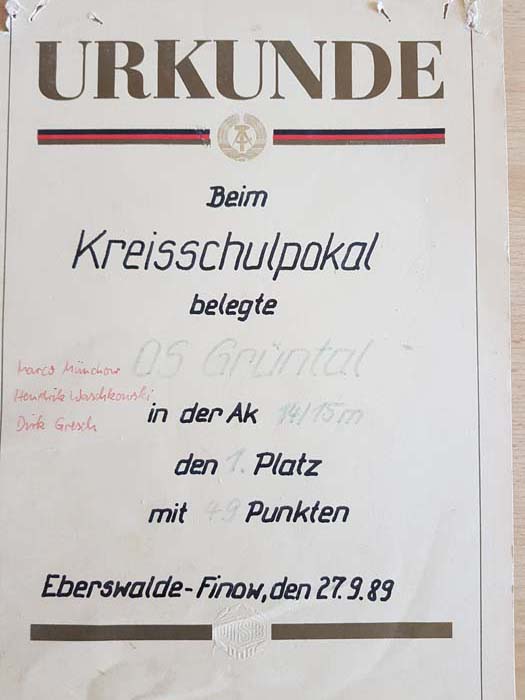 URKUNDE
Beim
Kreisschulpokal
belegte
OS Grüntal
Marco Münchow
Hendrik Waschkowski
Dirk Gresch
in der Ak 14/15 m
den 1. Platz
mit 49 Punkten
Eberswalde-Finow, den 27.9.89